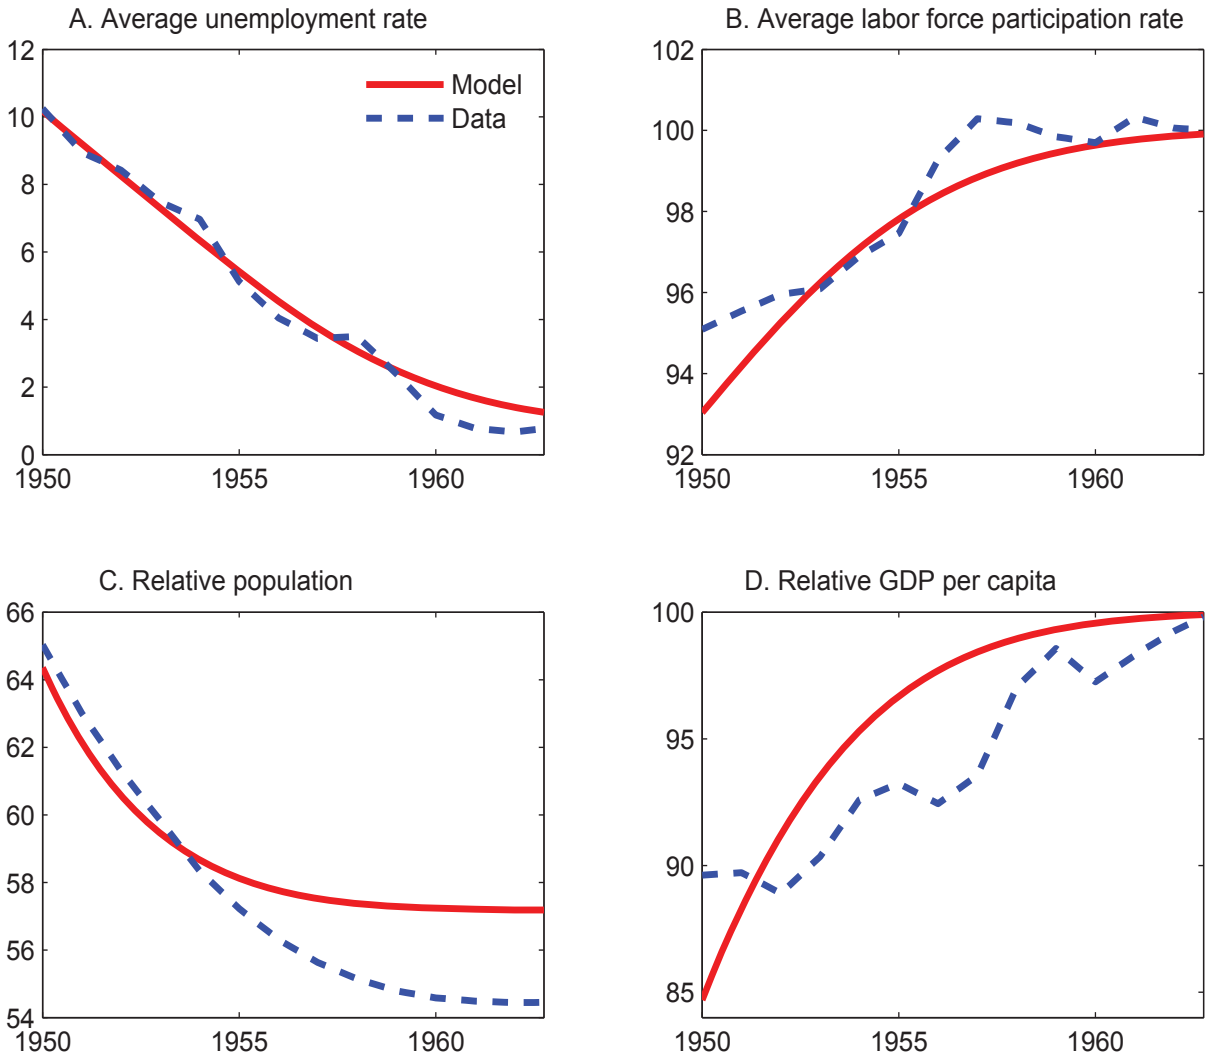 A. Average unemployment rate
12
10
8
6
4
2
0
1950 1955 1960
Model
Data
B. Average labor force participation rate
102
100
98
96
94
92
1950 1955 1960
C. Relative population
66
64
62
60
58
56
54
1950 1955 1960
D. Relative GDP per capita
100
95
90
85
1950 1955 1960